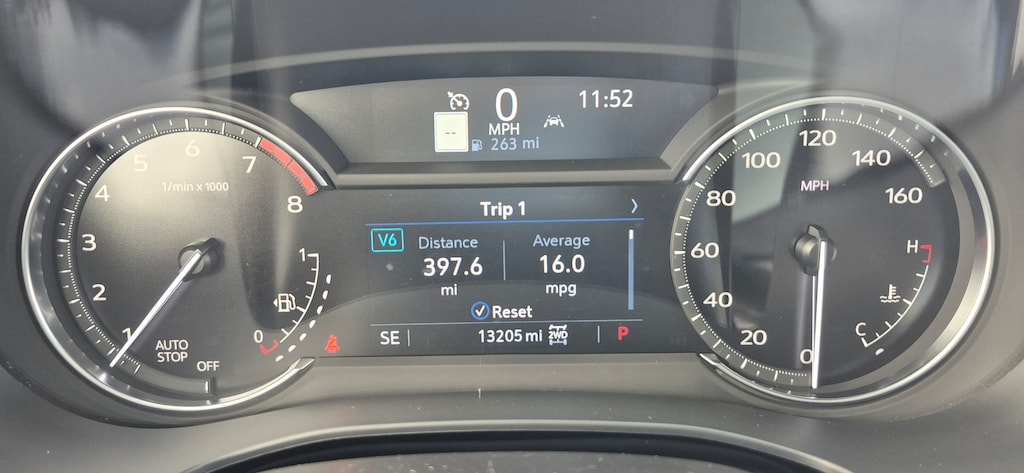 0 11:52
--
MPH
263 mi
5 6 7
1/min x 1000
4 8
3
2
1
AUTO
STOP
OFF
1
0
Trip 1 >
V6 Distance Average
397.6 16.0
mi mpg
Reset
SE 13205 mi 2WD P
120
100 140
MPH
80 160
60
40
20
0
H
C